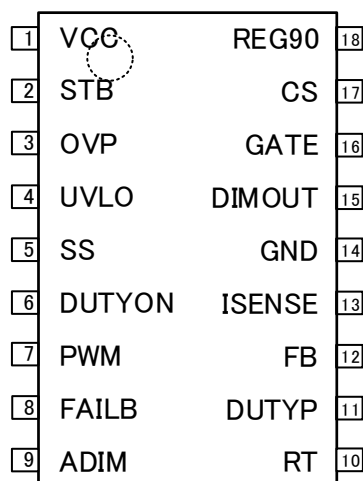 1 VCC REG90 18
2 STB CS 17
3 OVP GATE 16
4 UVLO DIMOUT 15
5 SS GND 14
6 DUTYON ISENSE 13
7 PWM FB 12
8 FAILB DUTYP 11
9 ADIM RT 10